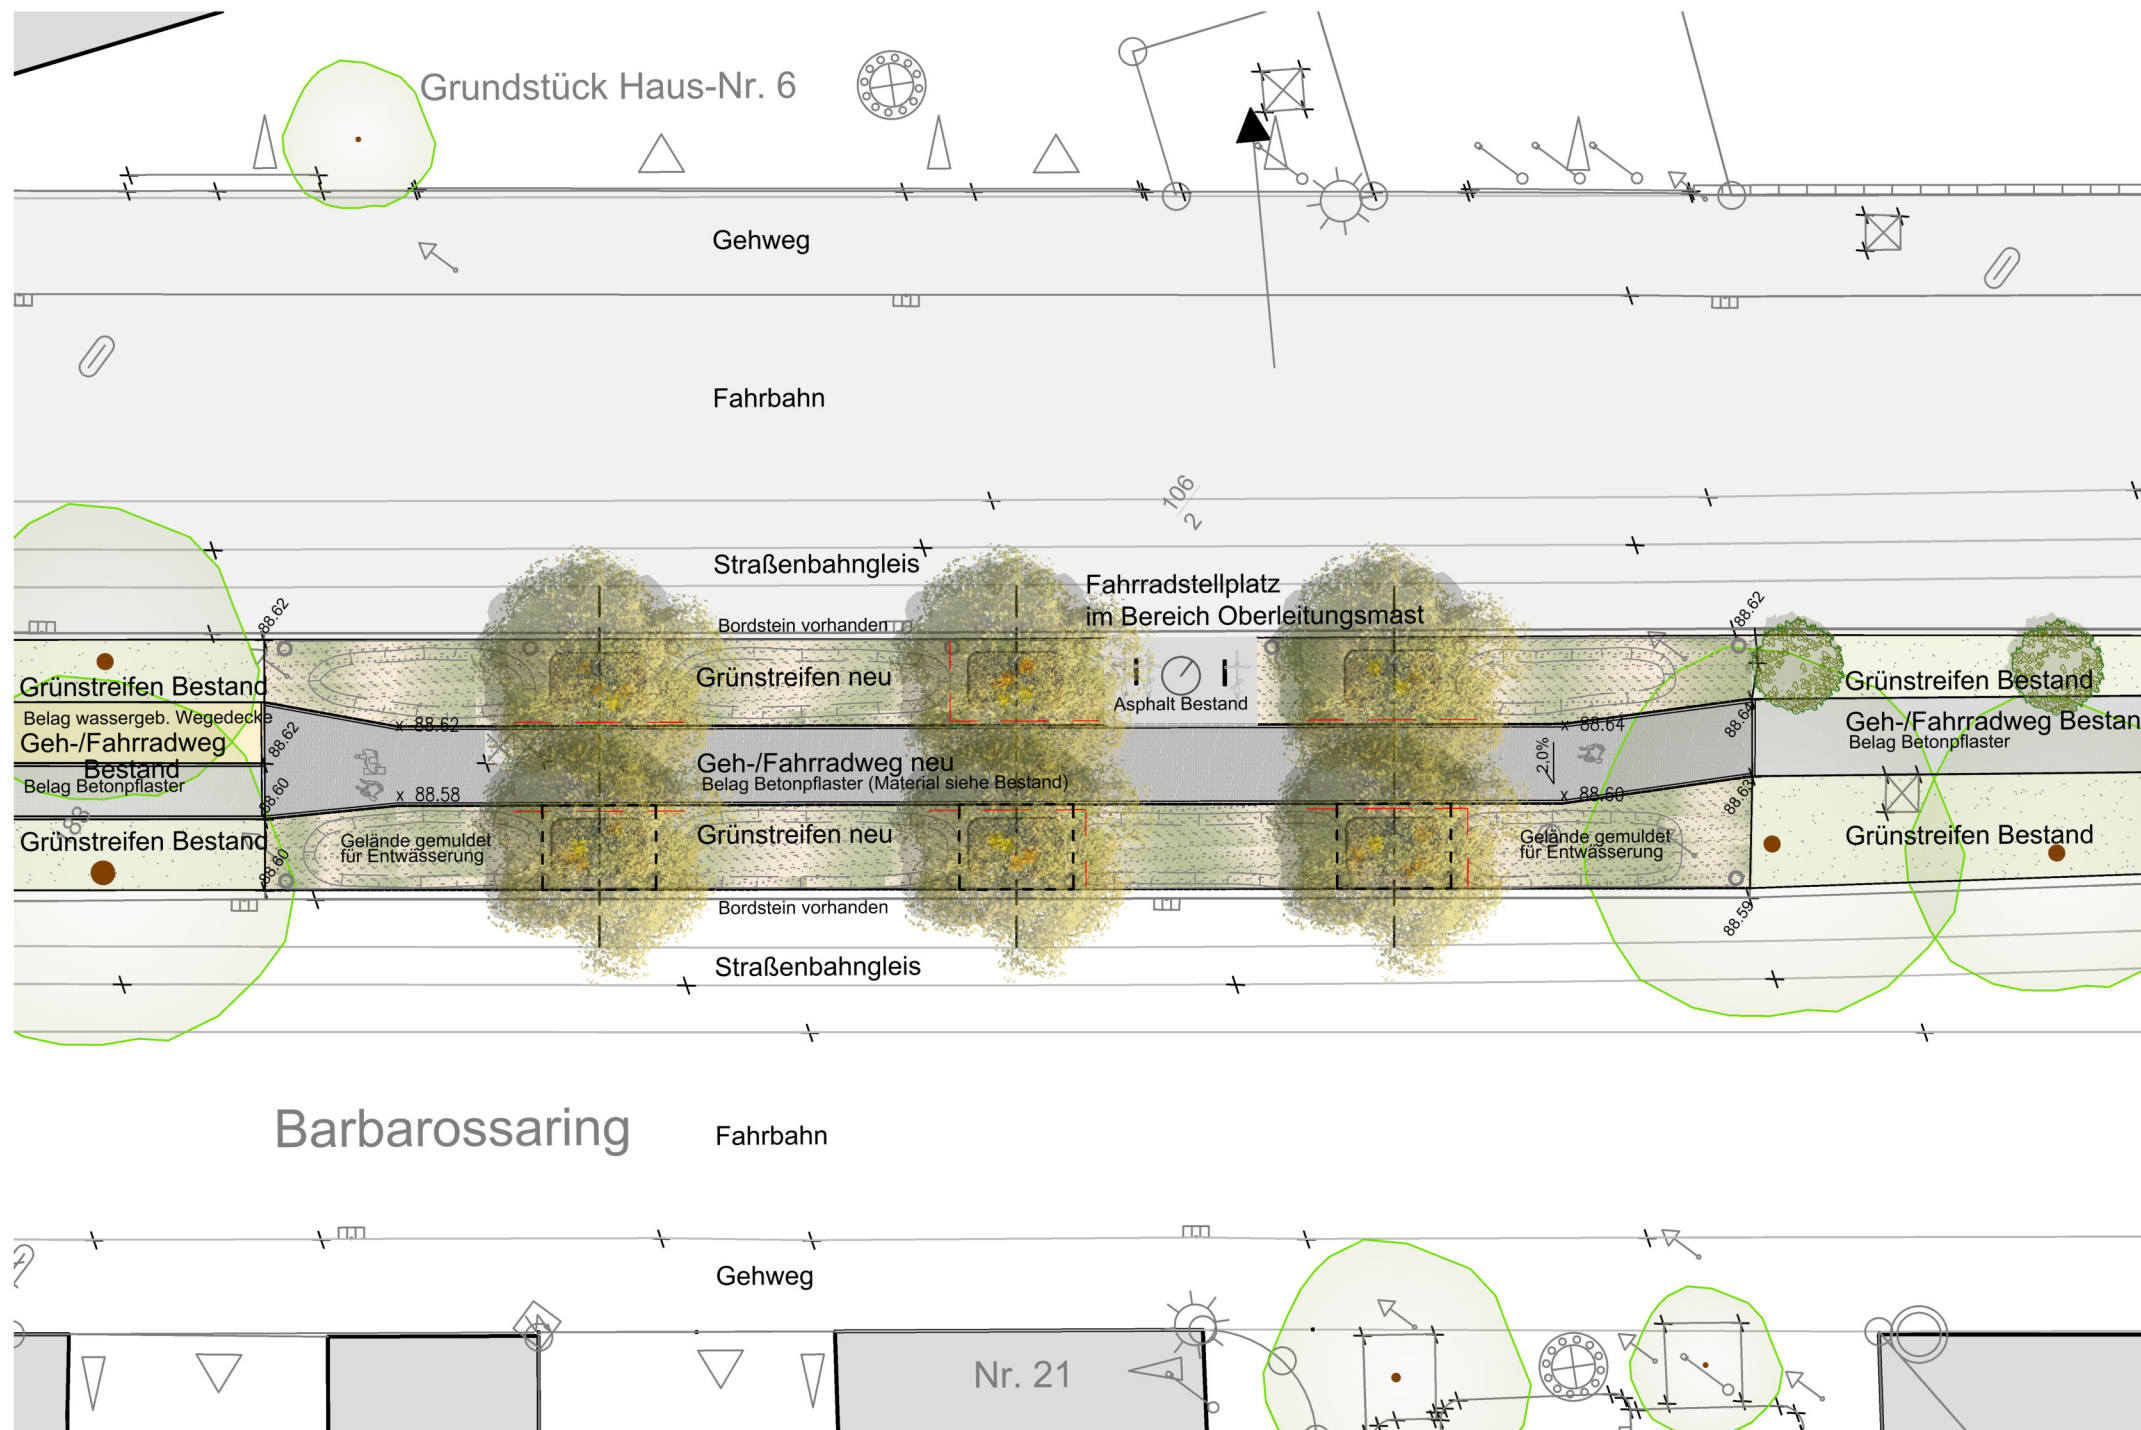 Grundstück Haus-Nr. 6
Gehweg
Fahrbahn
106
2
Straßenbahngleis
Fahrradstellplatz
im Bereich Oberleitungsmast
88.62
88.62
Bordstein vorhanden
Grünstreifen Bestand
Grünstreifen neu
Asphalt Bestand
Grünstreifen Bestand
Belag wassergeb. Wegedecke
Geh-/Fahrradweg
Bestand
Belag Betonpflaster
88.62
88.62
88.64
88.64
Geh-/Fahrradweg Bestan
Belag Betonpflaster
Geh-/Fahrradweg neu
Belag Betonpflaster (Material siehe Bestand)
2,0%
88.60
88.58
88.60
88.63
188
Grünstreifen Bestand
Gelände gemuldet
für Entwässerung
Grünstreifen neu
Gelände gemuldet
für Entwässerung
Grünstreifen Bestand
88.60
88.59
Bordstein vorhanden
Straßenbahngleis
Barbarossaring
Fahrbahn
Gehweg
Nr. 21